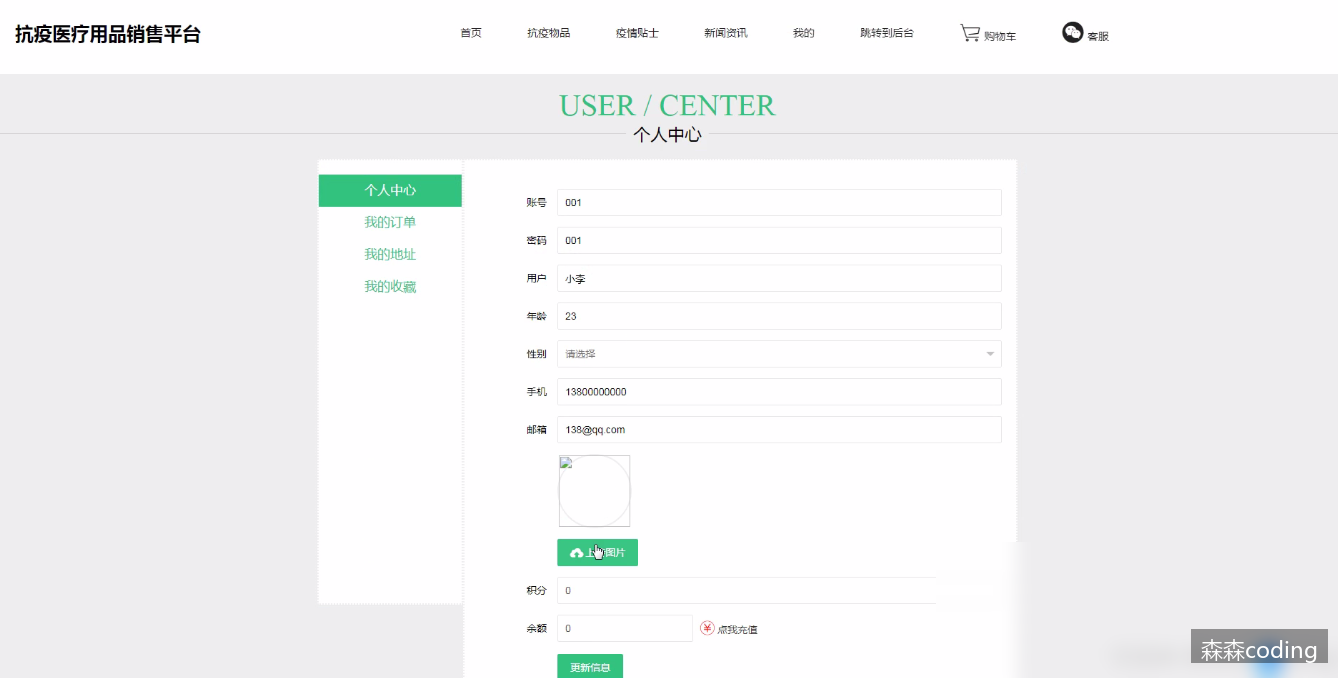 抗疫医疗用品销售平台
首页 抗疫物品 疫情贴士 新闻资讯 我的 跳转到后台 购物车 客服
USER / CENTER
个人中心
个人中心
我的订单
我的地址
我的收藏
账号 001
密码 001
用户 小李
年龄 23
性别 请选择
手机 13800000000
邮箱 138@qq.com
上传图片
积分 0
余额 0 点我充值
更新信息
森森coding